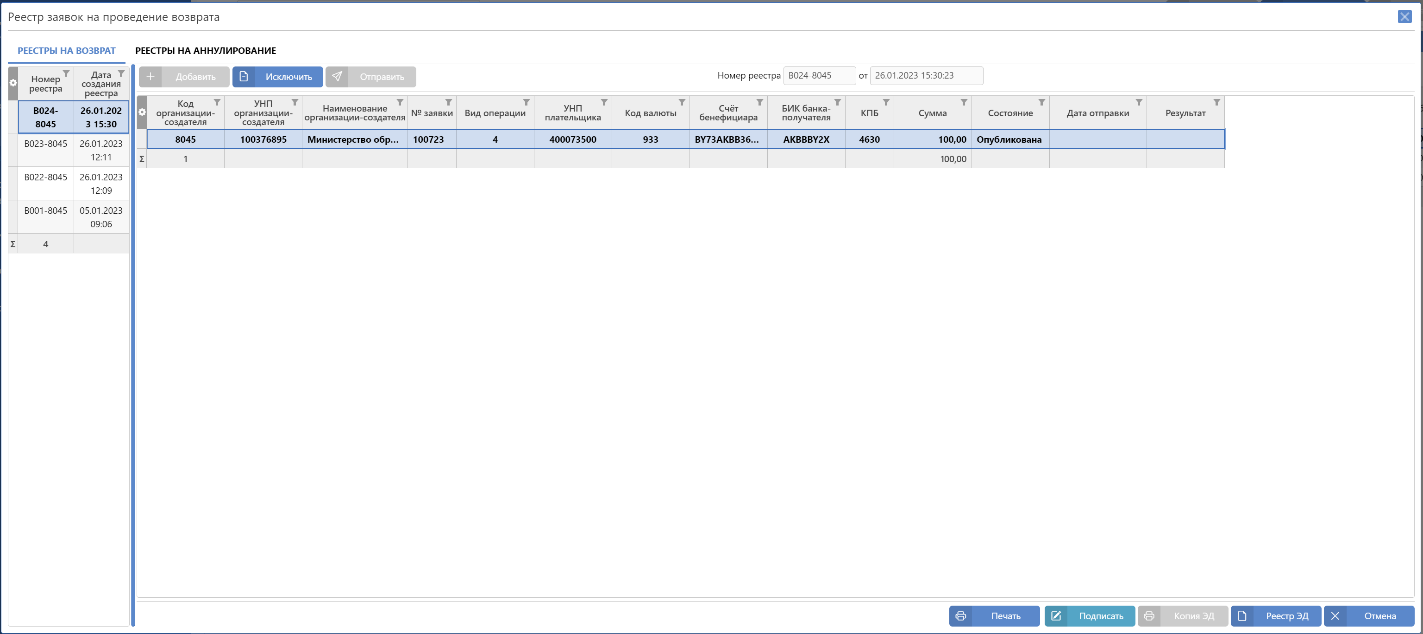 Реестр заявок на проведение возврата
РЕЕСТРЫ НА ВОЗВРАТ РЕЕСТРЫ НА АННУЛИРОВАНИЕ
Номер реестра Дата создания реестра
B024-8045 26.01.2023 15:30
B023-8045 26.01.2023 12:11
B022-8045 26.01.2023 12:09
B001-8045 05.01.2023 09:06
Σ 4
Добавить Исключить Отправить Номер реестра B024-8045 от 26.01.2023 15:30:23
Код организации-создателя УНП организации-создателя Наименование организации-создателя № заявки Вид операции УНП плательщика Код валюты Счёт бенефициара БИК банка-получателя КПБ Сумма Состояние Дата отправки Результат
8045 100376895 Министерство обр... 100723 4 400073500 933 BY73AKBB36... AKBBBY2X 4630 100,00 Опубликована
Σ 1 100,00
Печать Подписать Копия ЭД Реестр ЭД Отмена